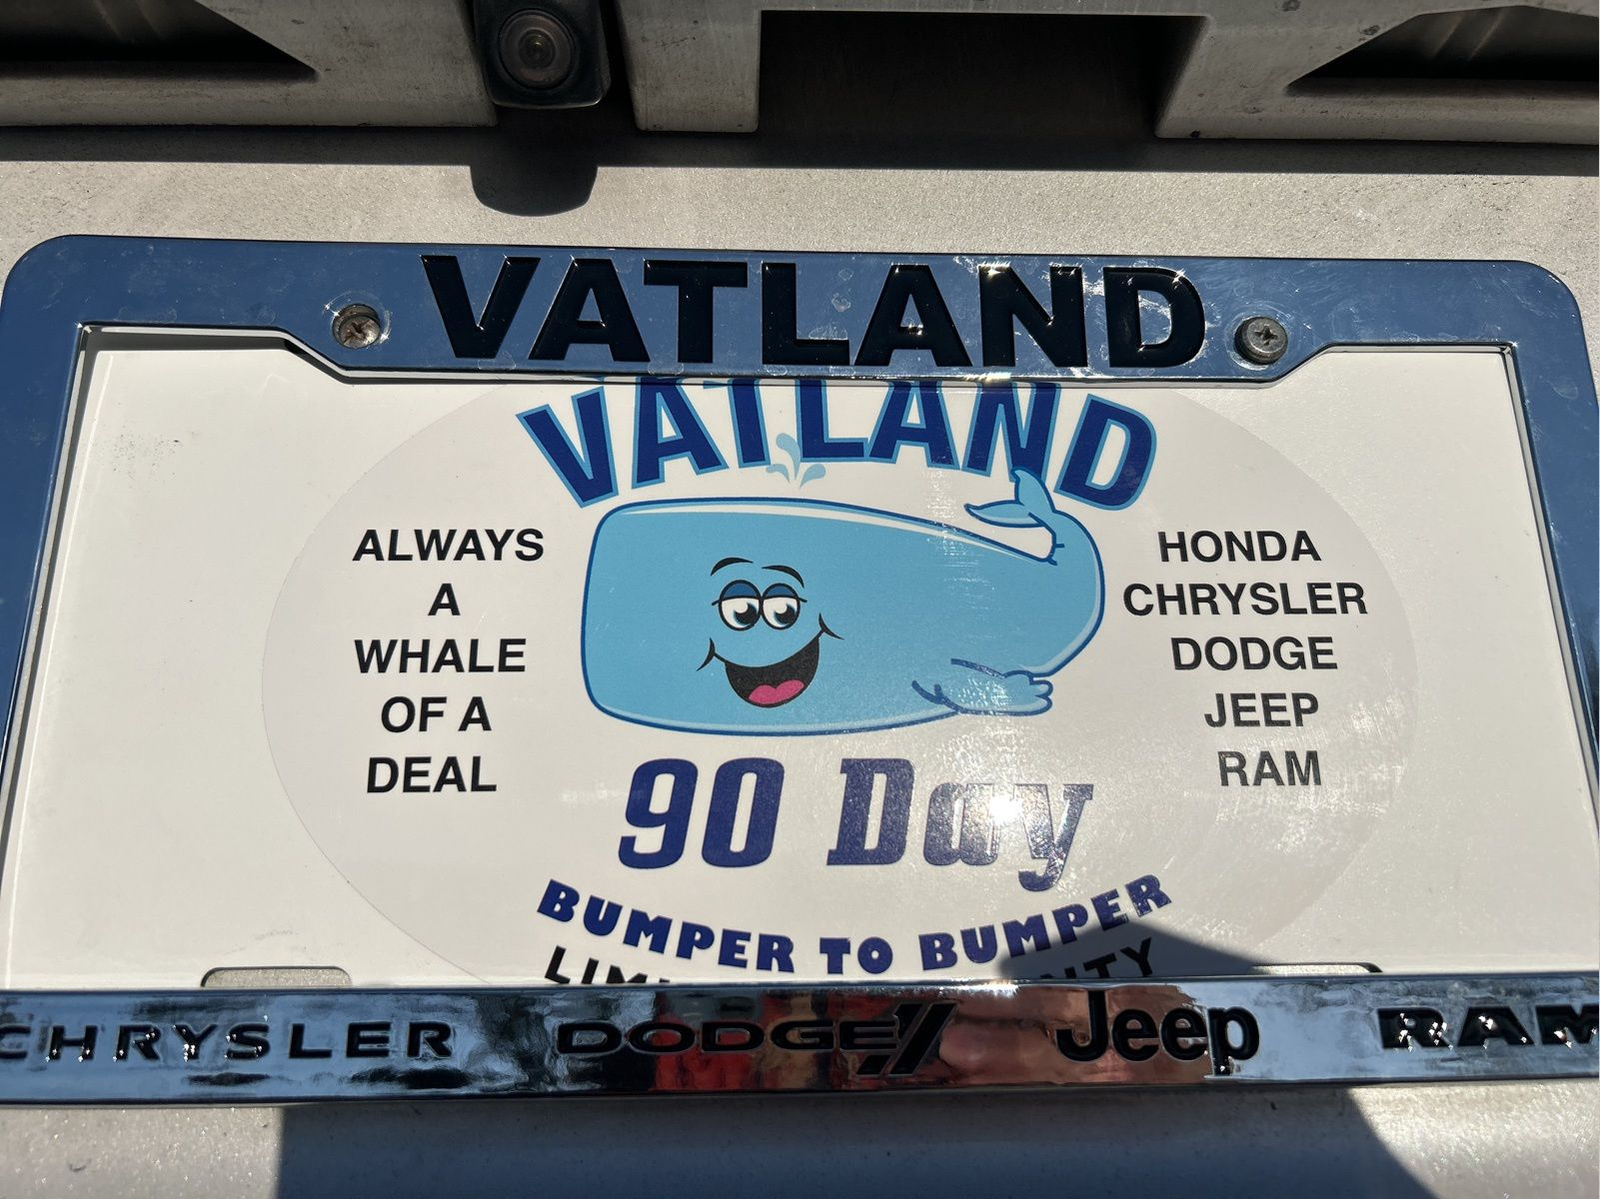 VATLAND
VATLAND
ALWAYS
A
WHALE
OF A
DEAL
HONDA
CHRYSLER
DODGE
JEEP
RAM
90 Day
BUMPER TO BUMPER
CHRYSLER DODGE Jeep RAM